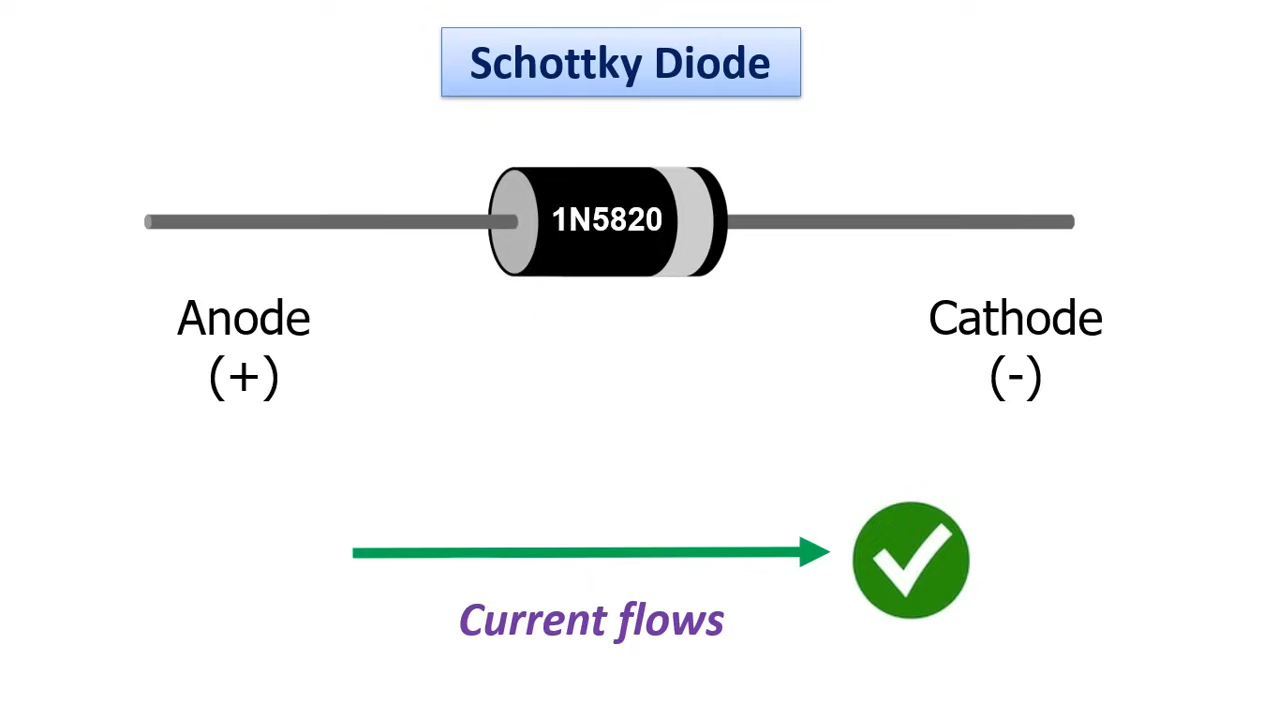 Schottky Diode
1N5820
Anode
(+)
Cathode
(-)
Current flows